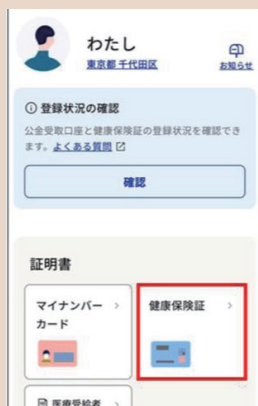 わたし
東京都 千代田区
お知らせ
登録状況の確認
公金受取口座と健康保険証の登録状況を確認でき
ます。よくある質問
確認
証明書
マイナンバー
カード
健康保険証
医療受給者